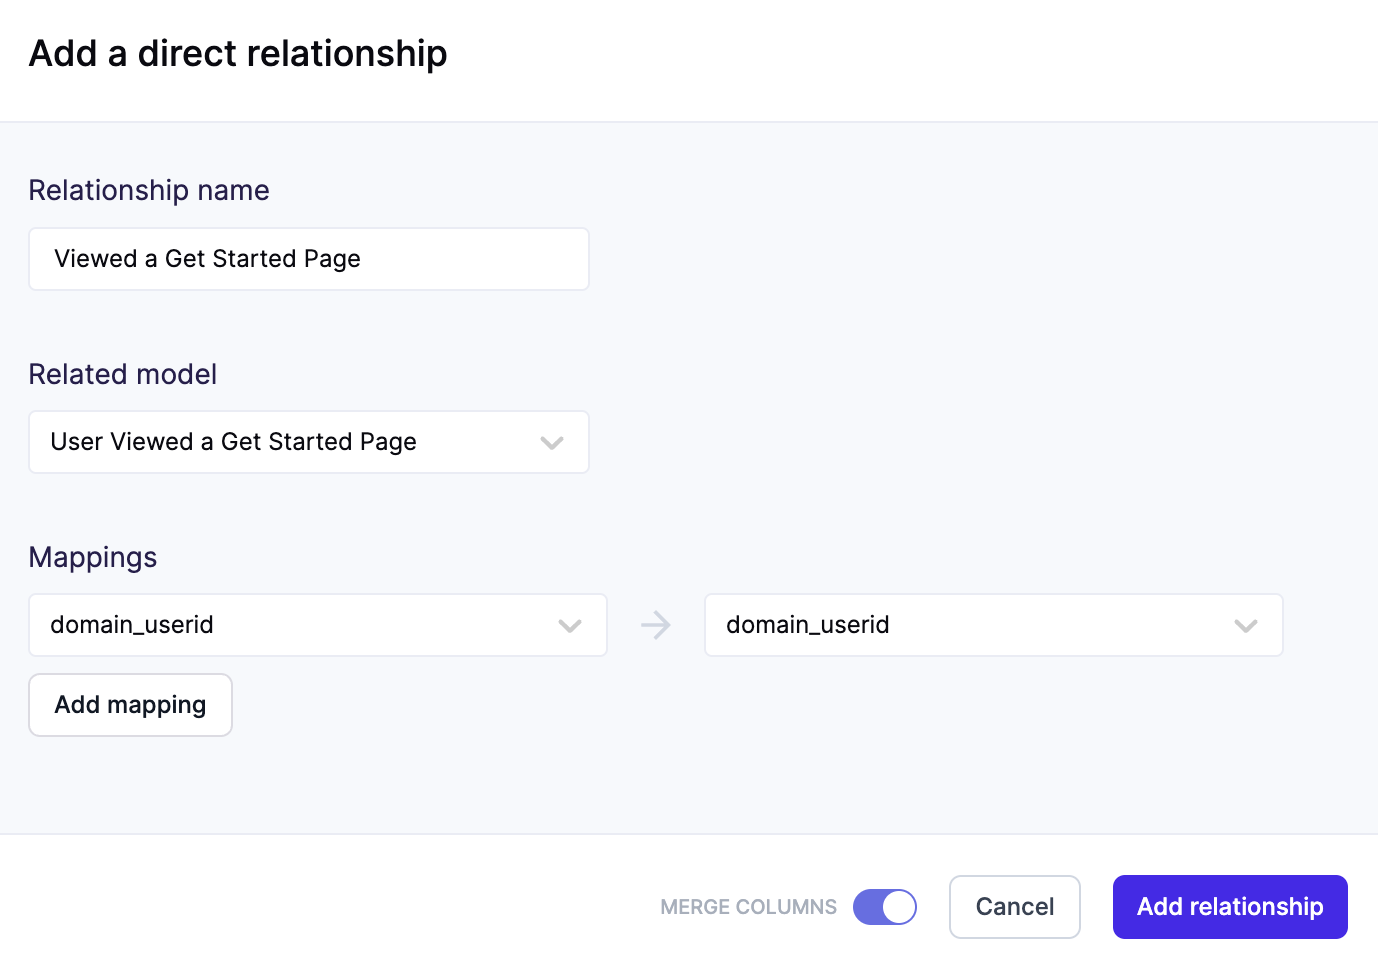 Add a direct relationship
Relationship name
Viewed a Get Started Page
Related model
User Viewed a Get Started Page
Mappings
domain_userid
domain_userid
Add mapping
MERGE COLUMNS
Cancel
Add relationship